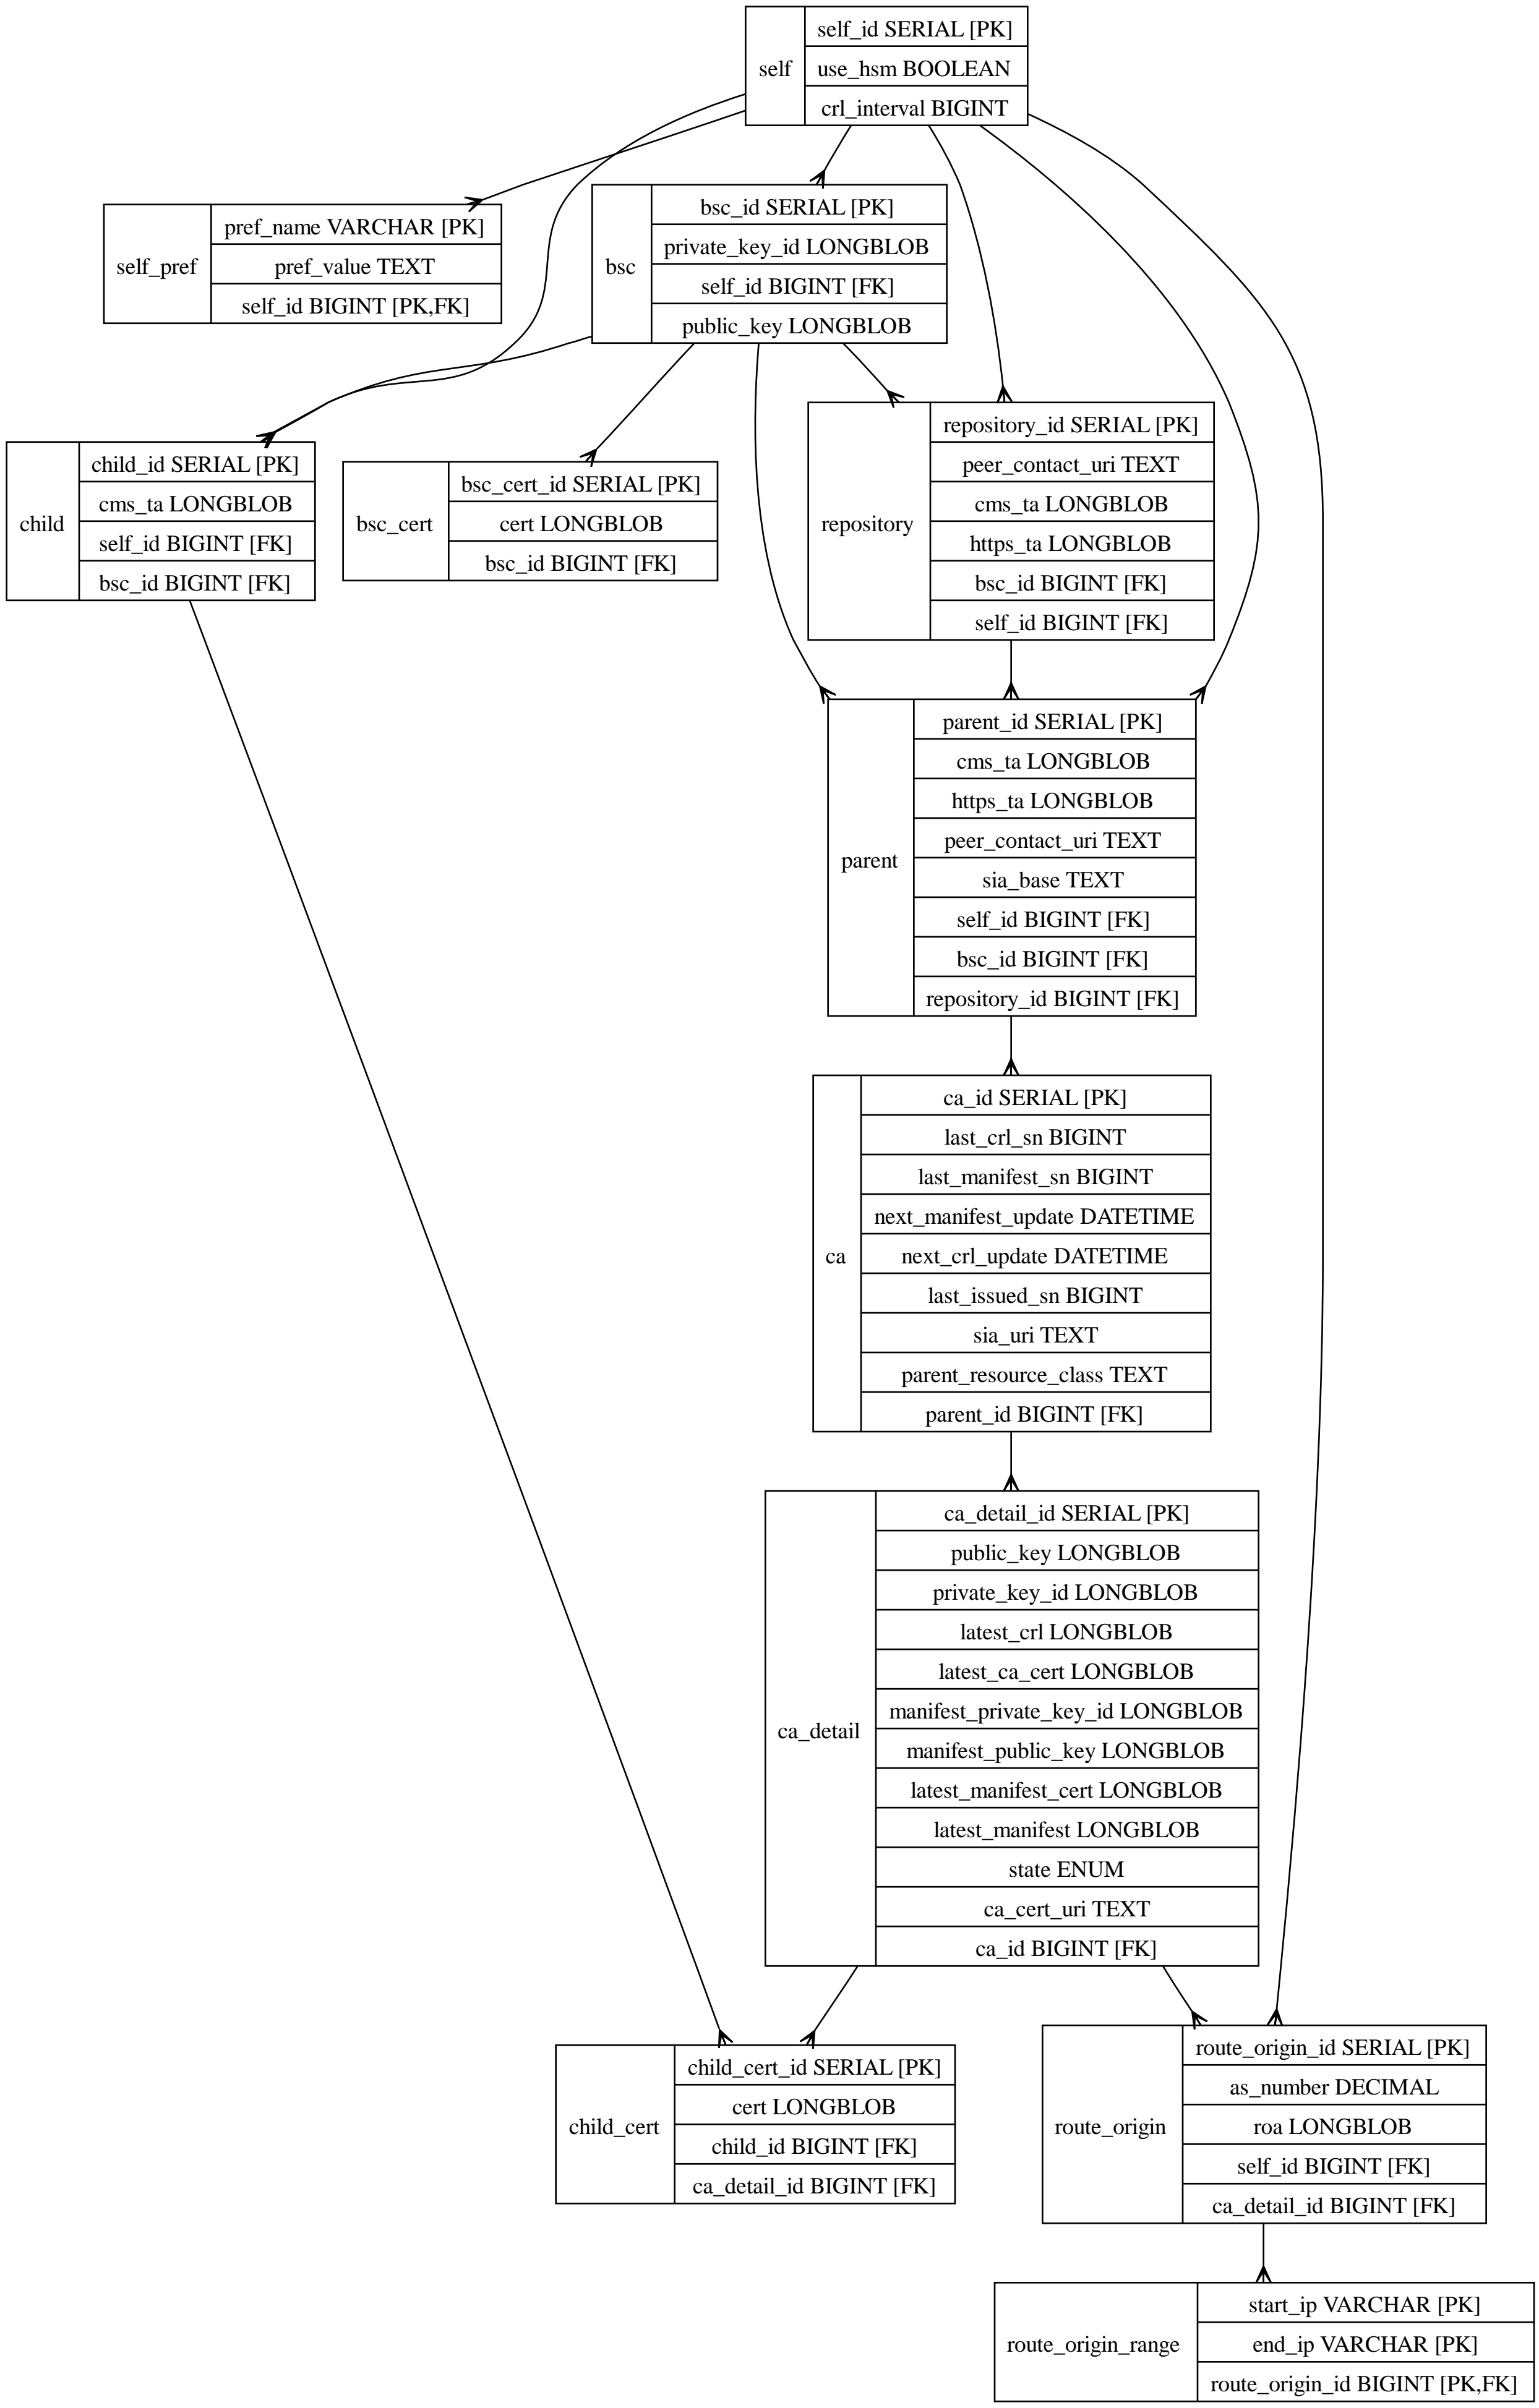 self
self_id SERIAL [PK]
use_hsm BOOLEAN
crl_interval BIGINT
self_pref
pref_name VARCHAR [PK]
pref_value TEXT
self_id BIGINT [PK,FK]
bsc
bsc_id SERIAL [PK]
private_key_id LONGBLOB
self_id BIGINT [FK]
public_key LONGBLOB
child
child_id SERIAL [PK]
cms_ta LONGBLOB
self_id BIGINT [FK]
bsc_id BIGINT [FK]
bsc_cert
bsc_cert_id SERIAL [PK]
cert LONGBLOB
bsc_id BIGINT [FK]
repository
repository_id SERIAL [PK]
peer_contact_uri TEXT
cms_ta LONGBLOB
https_ta LONGBLOB
bsc_id BIGINT [FK]
self_id BIGINT [FK]
parent
parent_id SERIAL [PK]
cms_ta LONGBLOB
https_ta LONGBLOB
peer_contact_uri TEXT
sia_base TEXT
self_id BIGINT [FK]
bsc_id BIGINT [FK]
repository_id BIGINT [FK]
ca
ca_id SERIAL [PK]
last_crl_sn BIGINT
last_manifest_sn BIGINT
next_manifest_update DATETIME
next_crl_update DATETIME
last_issued_sn BIGINT
sia_uri TEXT
parent_resource_class TEXT
parent_id BIGINT [FK]
ca_detail
ca_detail_id SERIAL [PK]
public_key LONGBLOB
private_key_id LONGBLOB
latest_crl LONGBLOB
latest_ca_cert LONGBLOB
manifest_private_key_id LONGBLOB
manifest_public_key LONGBLOB
latest_manifest_cert LONGBLOB
latest_manifest LONGBLOB
state ENUM
ca_cert_uri TEXT
ca_id BIGINT [FK]
child_cert
child_cert_id SERIAL [PK]
cert LONGBLOB
child_id BIGINT [FK]
ca_detail_id BIGINT [FK]
route_origin
route_origin_id SERIAL [PK]
as_number DECIMAL
roa LONGBLOB
self_id BIGINT [FK]
ca_detail_id BIGINT [FK]
route_origin_range
start_ip VARCHAR [PK]
end_ip VARCHAR [PK]
route_origin_id BIGINT [PK,FK]